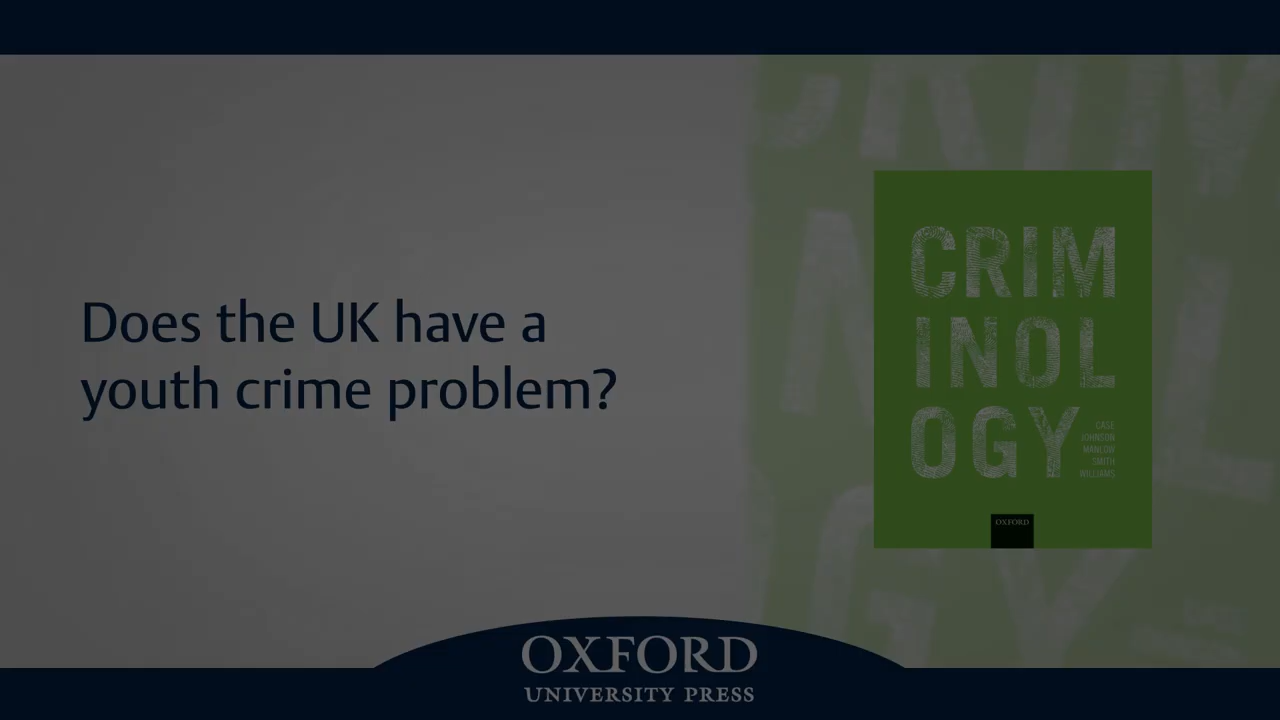 Does the UK have a
youth crime problem?
CRIM
INOL
OGY
CASE
JOHNSON
MANLOW
SMITH
WILLIAMS
OXFORD
OXFORD
UNIVERSITY PRESS